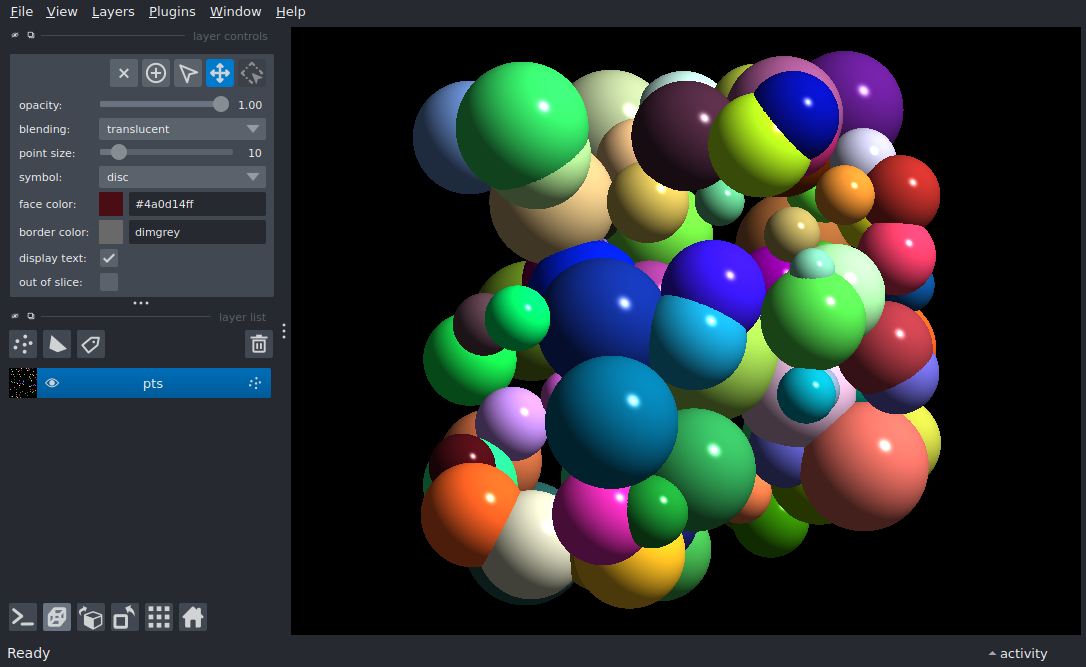 File View Layers Plugins Window Help
layer controls
opacity: 1.00
blending: translucent
point size: 10
symbol: disc
face color: #4a0d14ff
border color: dimgrey
display text:
out of slice:
layer list
pts
Ready
activity